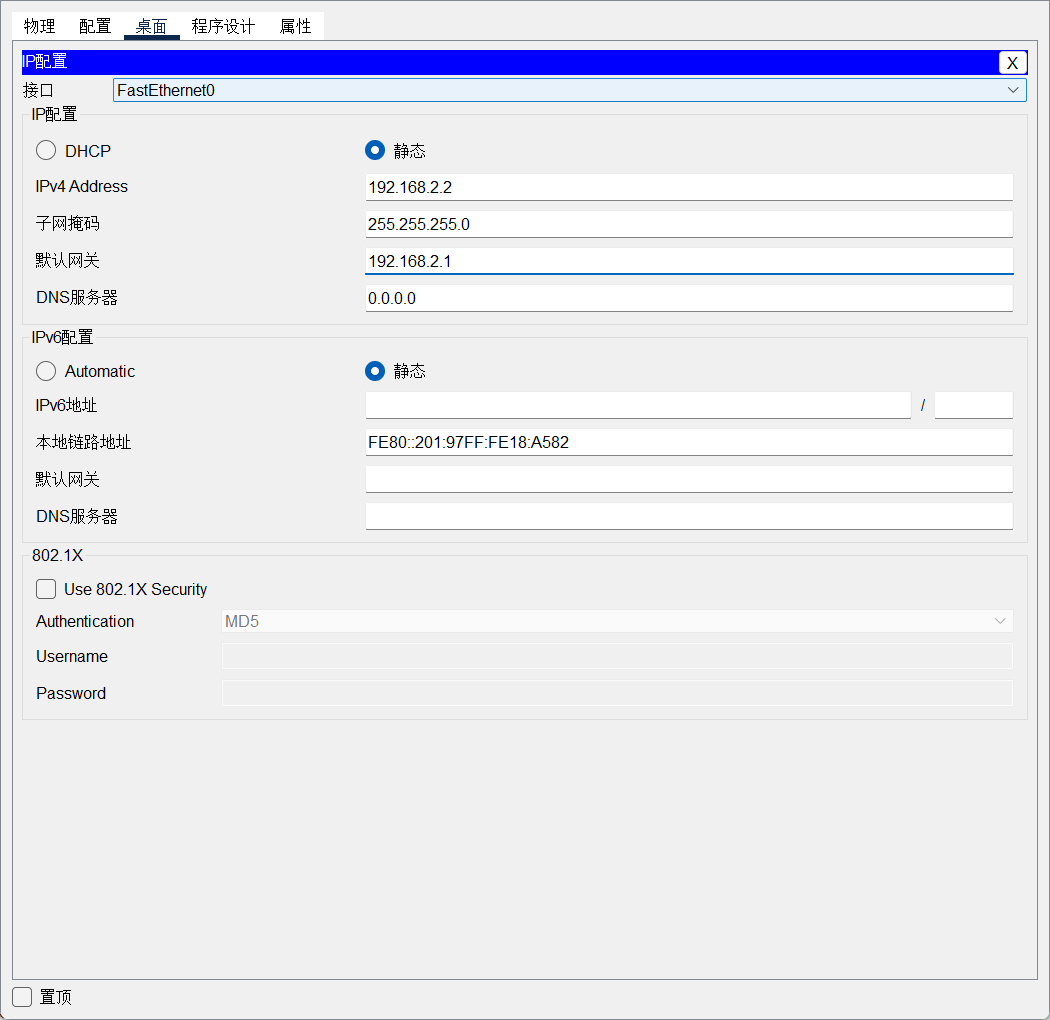 物理 配置 桌面 程序设计 属性
IP配置 X
接口 FastEthernet0
IP配置
DHCP 静态
IPv4 Address 192.168.2.2
子网掩码 255.255.255.0
默认网关 192.168.2.1
DNS服务器 0.0.0.0
IPv6配置
Automatic 静态
IPv6地址 /
本地链路地址 FE80::201:97FF:FE18:A582
默认网关
DNS服务器
802.1X
Use 802.1X Security
Authentication MD5
Username
Password
置顶